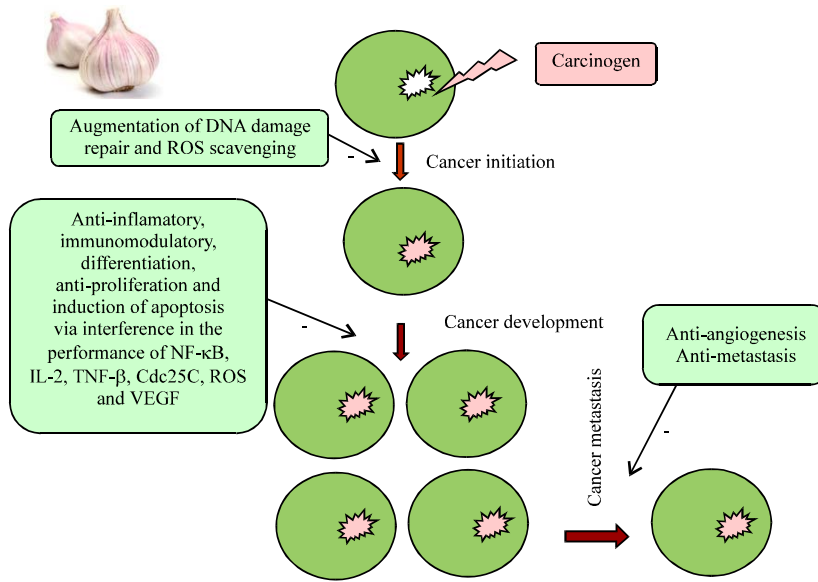 Carcinogen
Augmentation of DNA damage
repair and ROS scavenging
-
Cancer initiation
Anti-inflamatory,
immunomodulatory,
differentiation,
anti-proliferation and
induction of apoptosis
via interference in the
performance of NF-κB,
IL-2, TNF-β, Cdc25C, ROS
and VEGF
-
Cancer development
Anti-angiogenesis
Anti-metastasis
-
Cancer metastasis